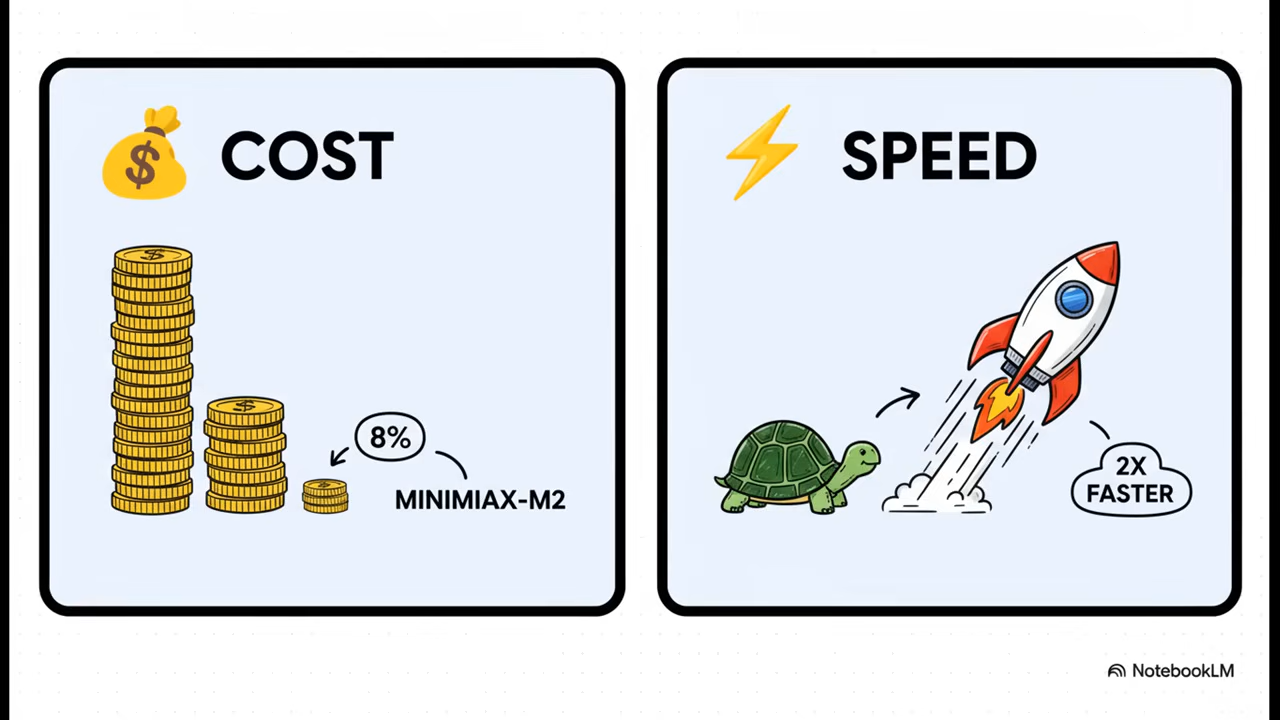 COST
8%
MINIMIAX-M2
SPEED
2X
FASTER
NotebookLM